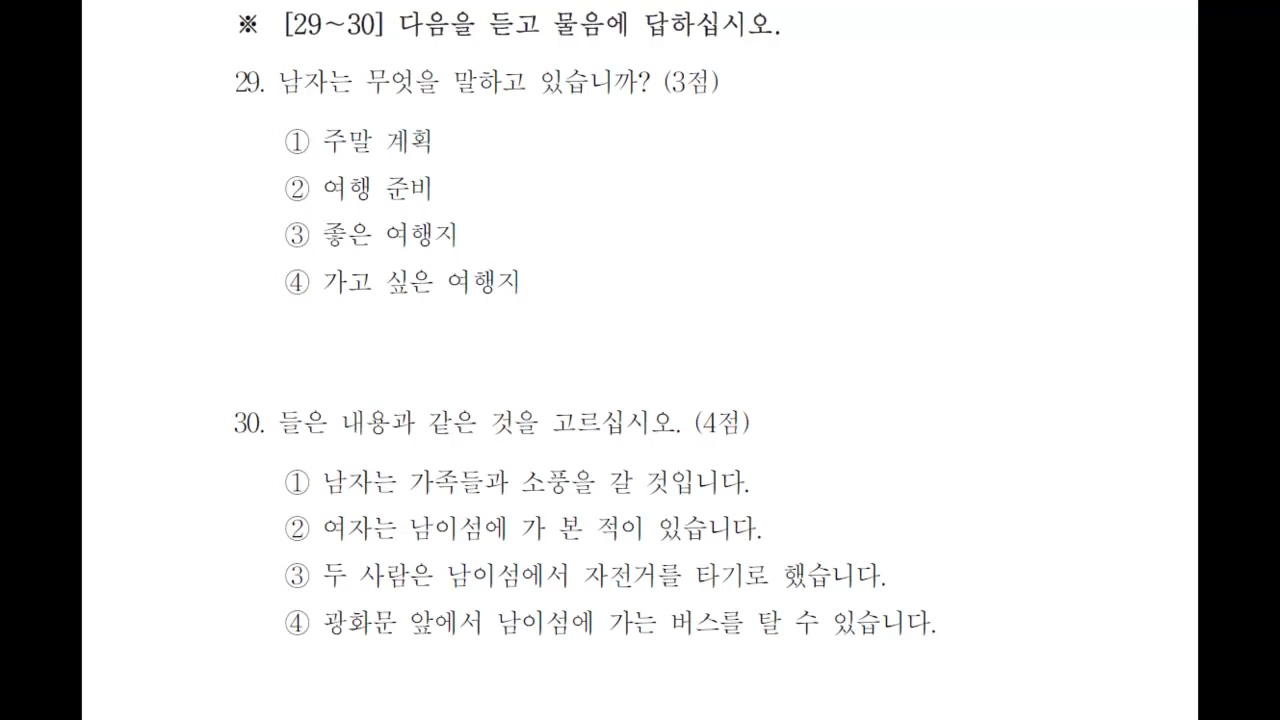 ※ [29～30] 다음을 듣고 물음에 답하십시오.
29. 남자는 무엇을 말하고 있습니까? (3점)
① 주말 계획
② 여행 준비
③ 좋은 여행지
④ 가고 싶은 여행지
30. 들은 내용과 같은 것을 고르십시오. (4점)
① 남자는 가족들과 소풍을 갈 것입니다.
② 여자는 남이섬에 가 본 적이 있습니다.
③ 두 사람은 남이섬에서 자전거를 타기로 했습니다.
④ 광화문 앞에서 남이섬에 가는 버스를 탈 수 있습니다.